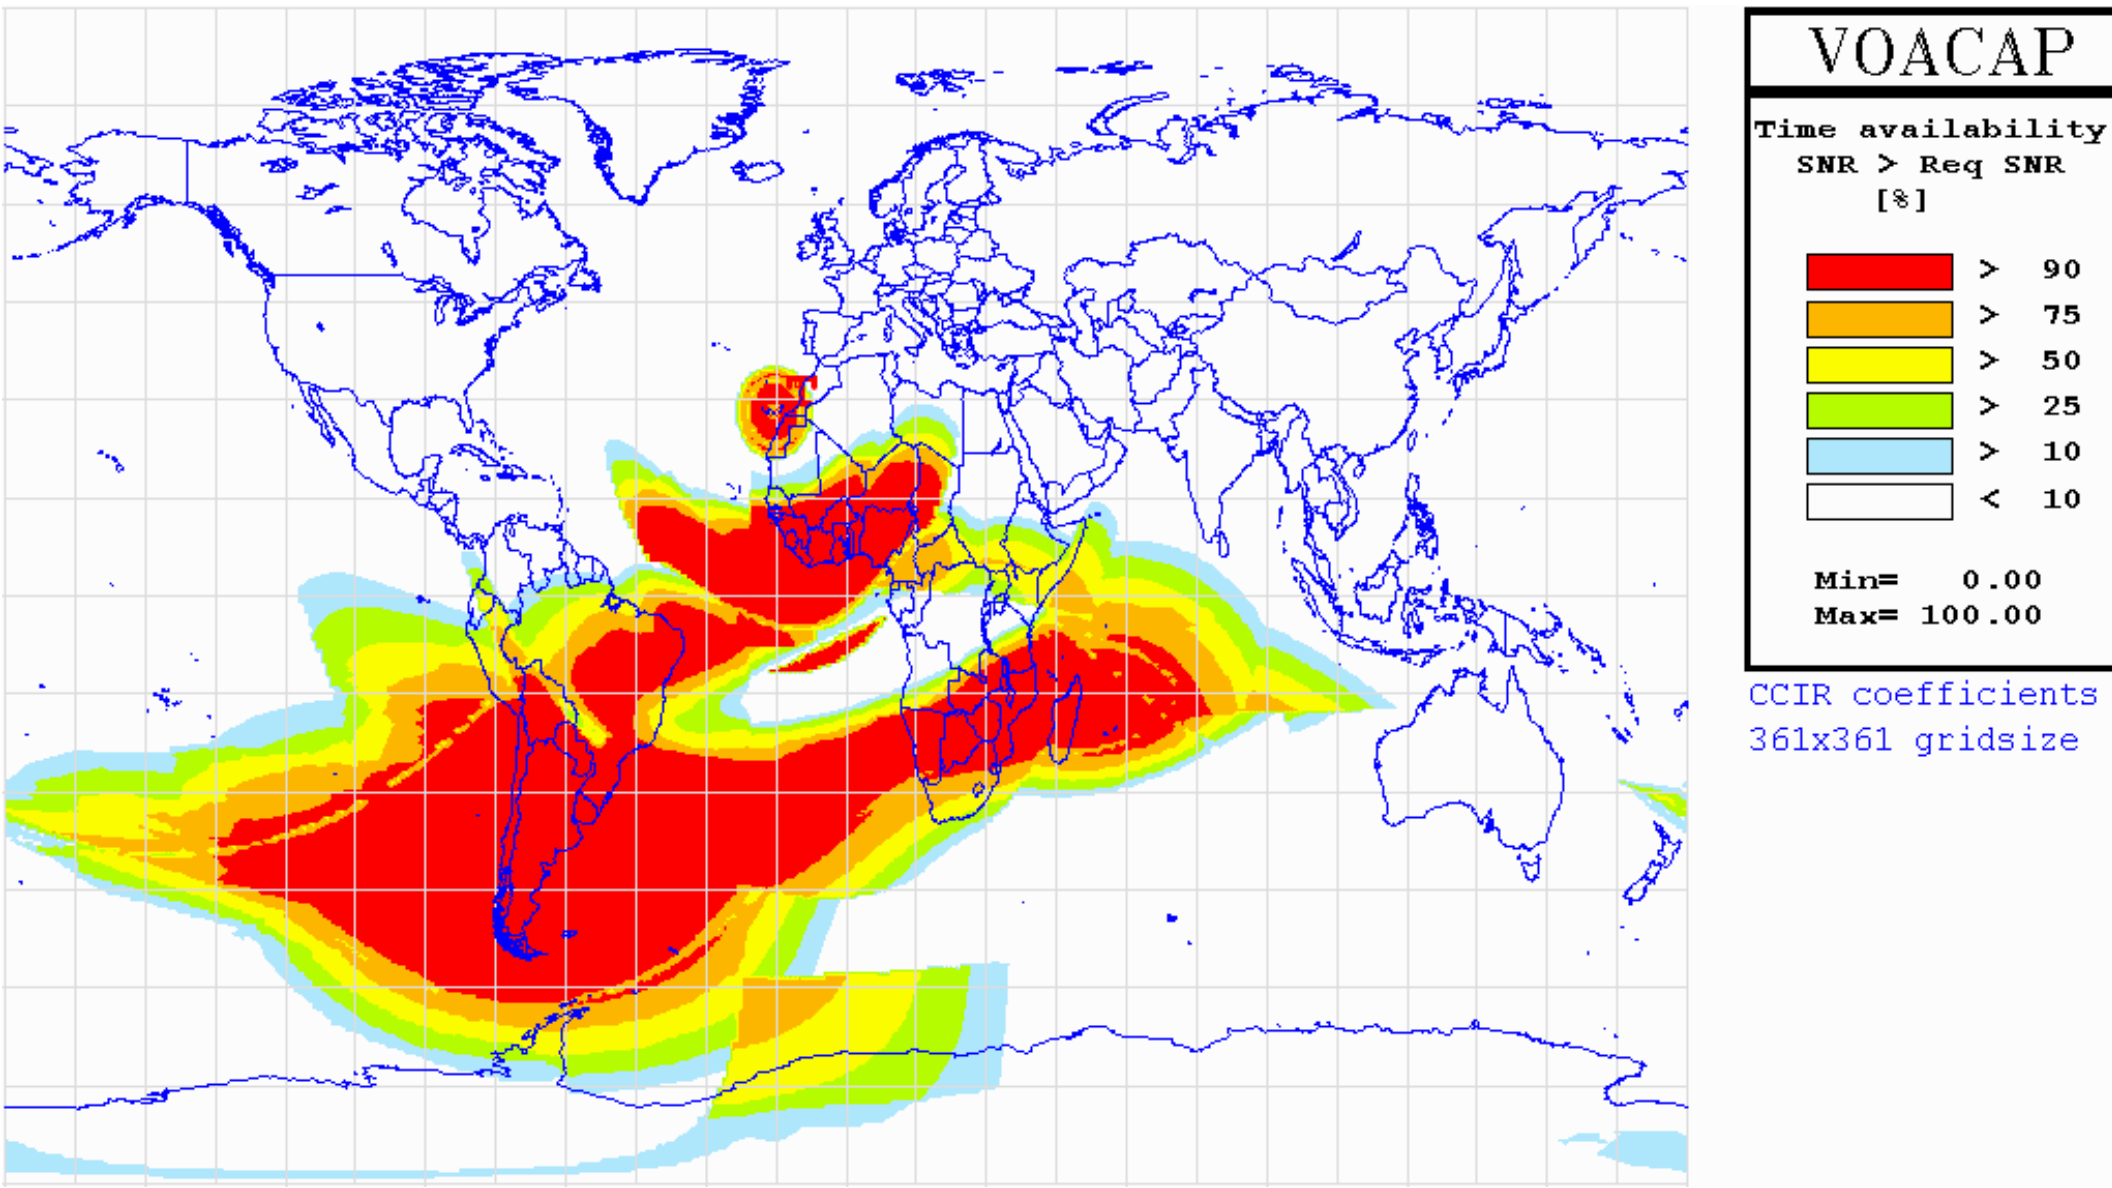 VOACAP
Time availability
SNR > Req SNR
[%]
> 90
> 75
> 50
> 25
> 10
< 10
Min= 0.00
Max= 100.00
CCIR coefficients
361x361 gridsize